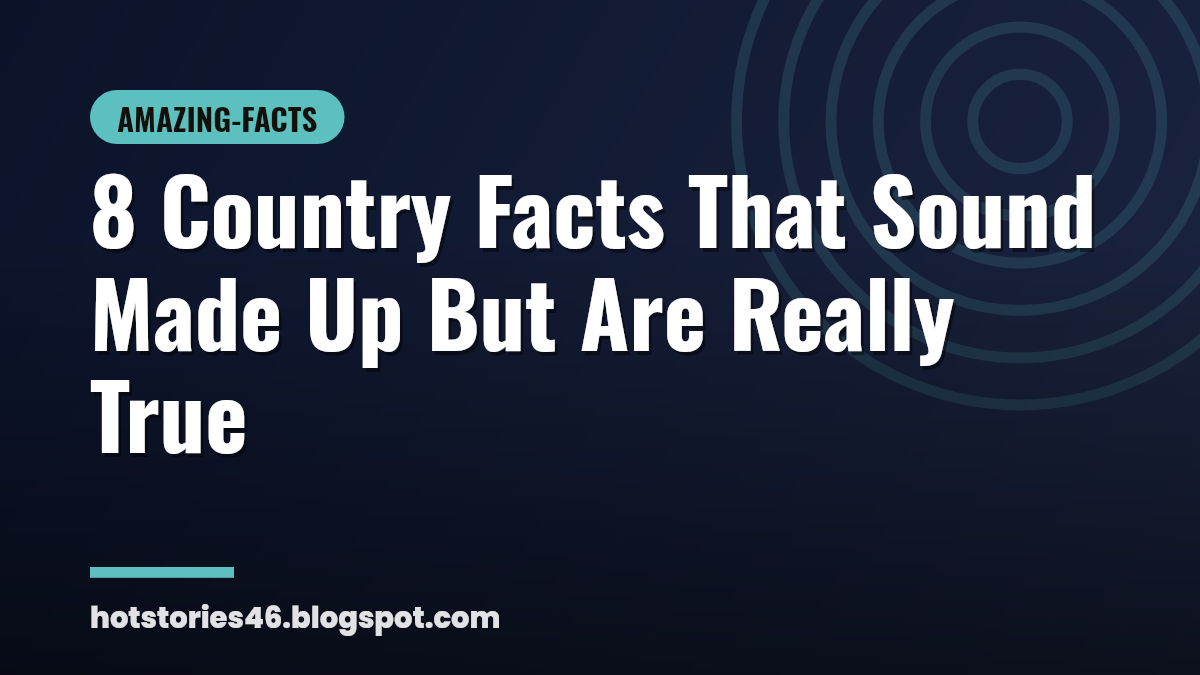 AMAZING-FACTS
8 Country Facts That Sound
Made Up But Are Really
True
hotstories46.blogspot.com